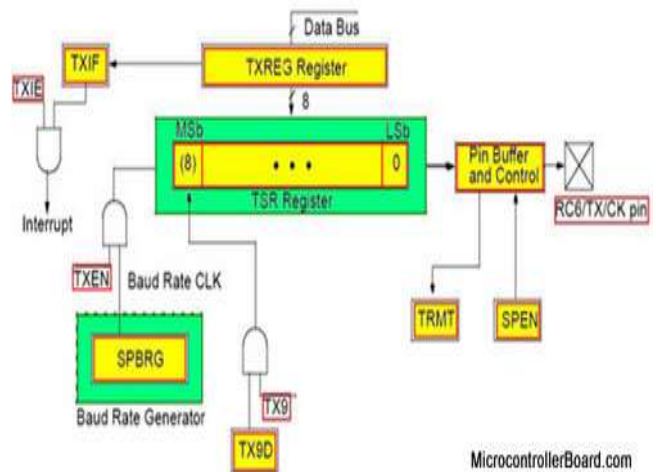 Data Bus
TXIF
TXREG Register
TXIE
8
MSb
LSb
(8)
• • •
0
Pin Buffer
and Control
TSR Register
RC6/TX/CK pin
Interrupt
TXEN
Baud Rate CLK
TRMT
SPEN
SPBRG
Baud Rate Generator
TX9
TX9D
MicrocontrollerBoard.com